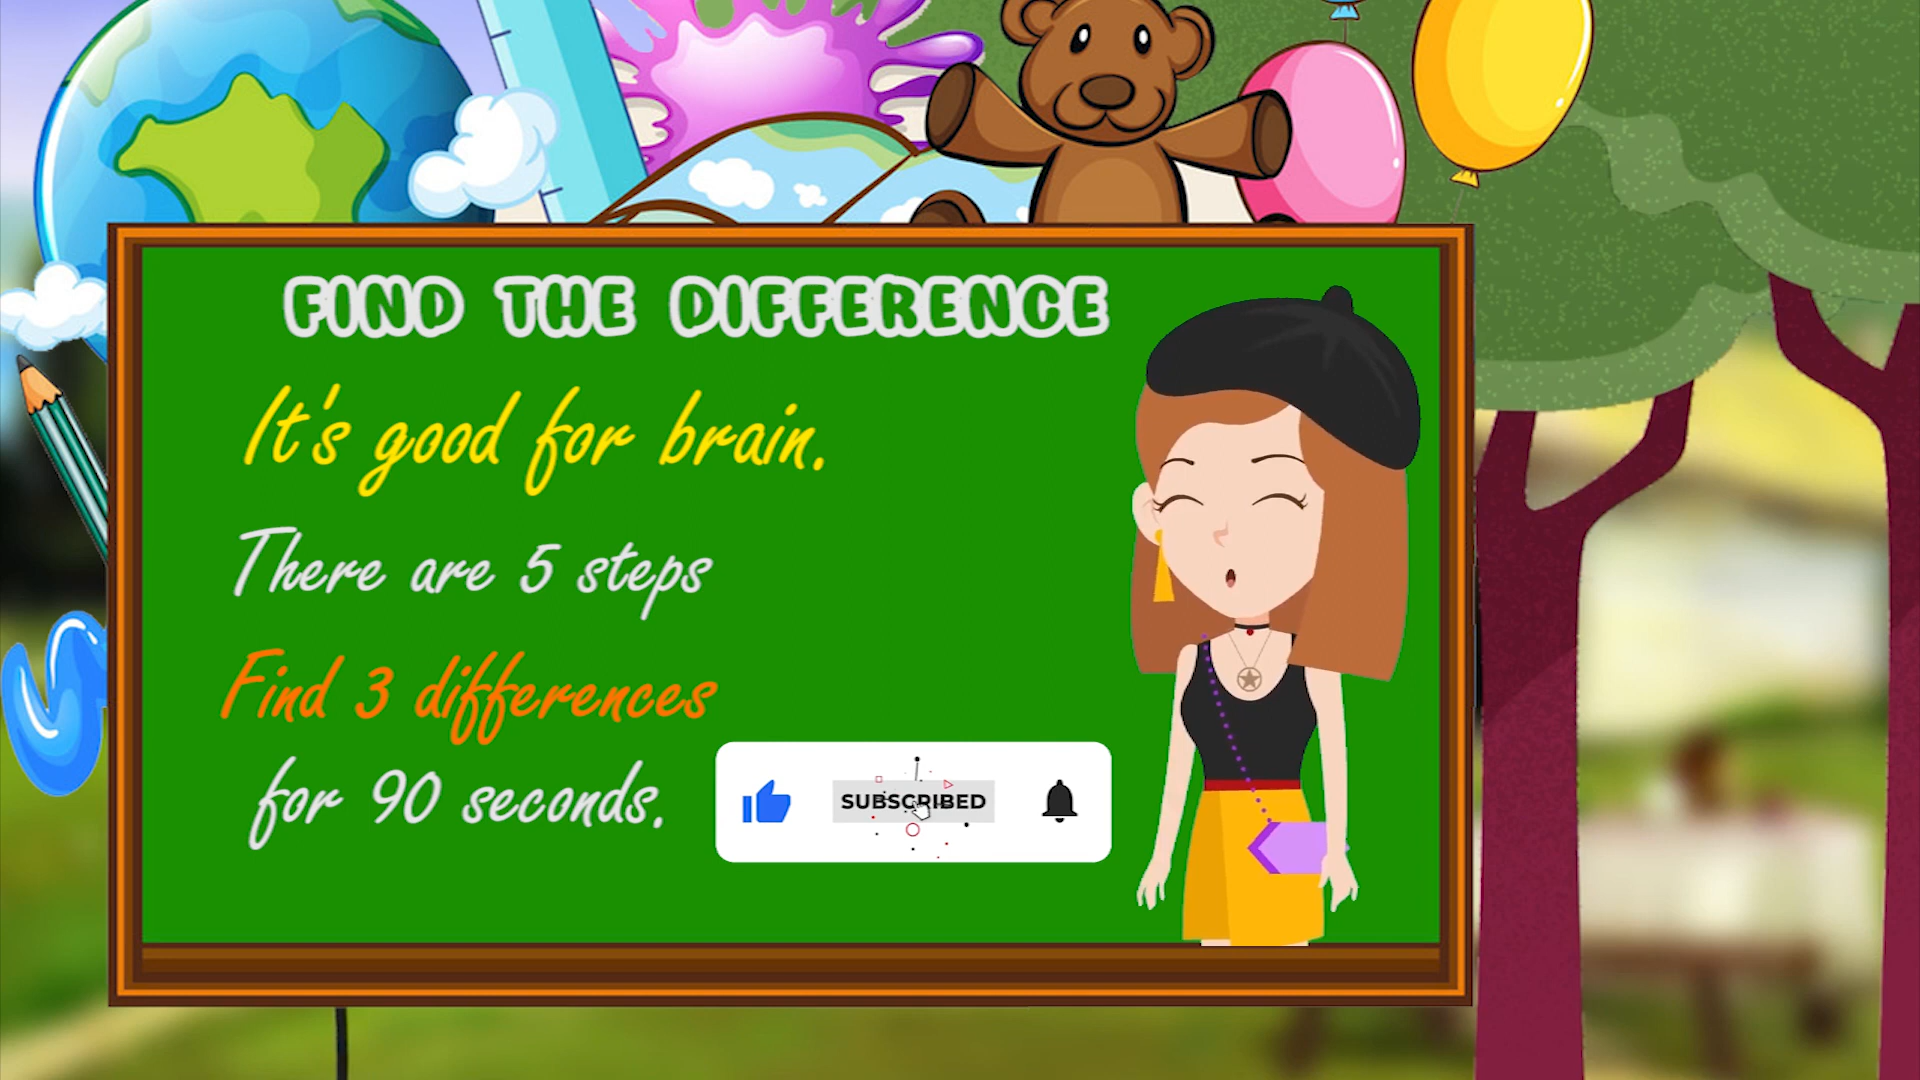 FIND THE DIFFERENCE
It's good for brain.
There are 5 steps
Find 3 differences
for 90 seconds.
SUBSCRIBED